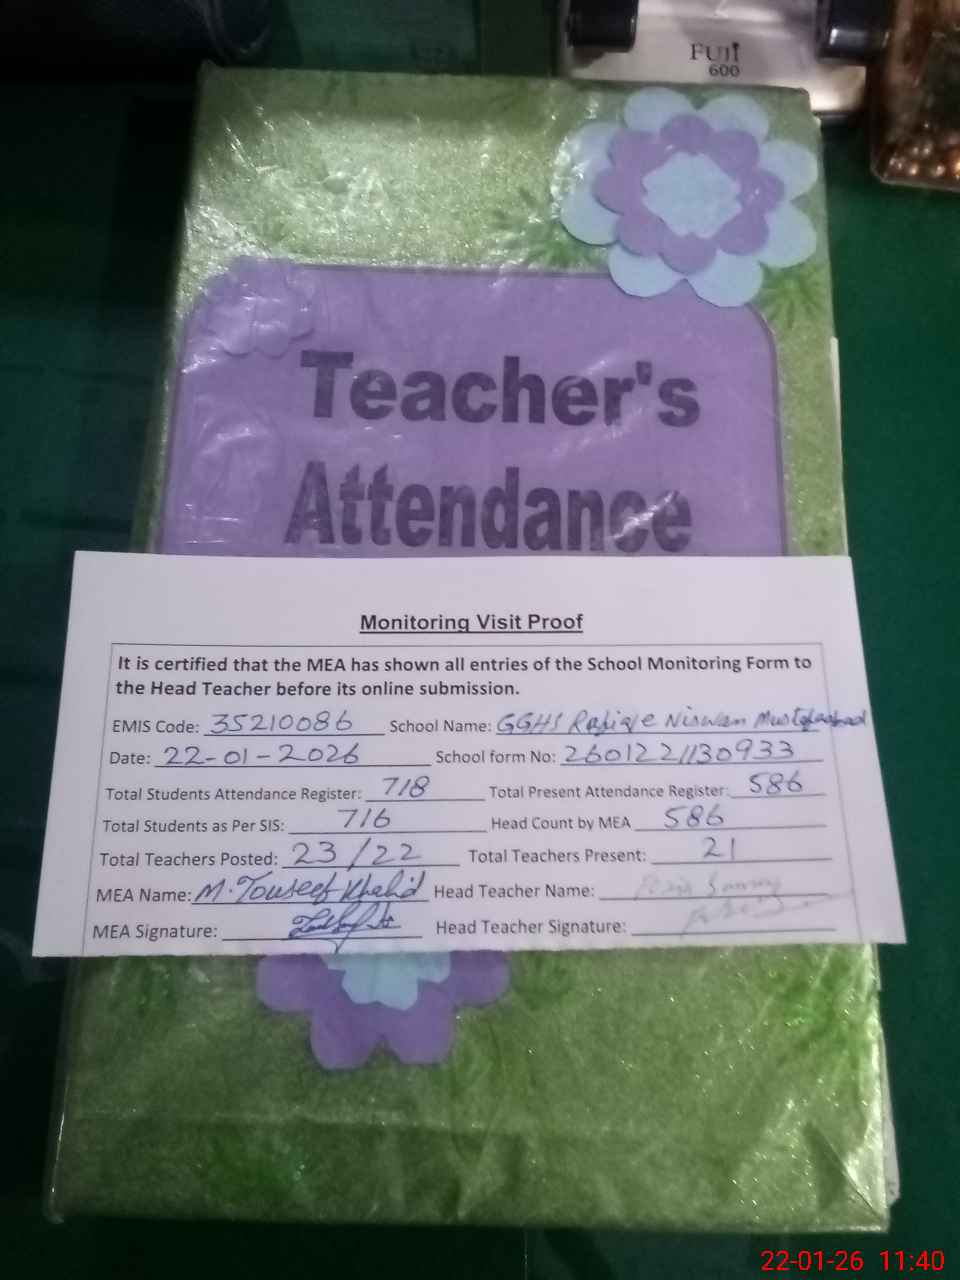 FUJI
600
Teacher's
Attendance
Monitoring Visit Proof
It is certified that the MEA has shown all entries of the School Monitoring Form to
the Head Teacher before its online submission.
EMIS Code: 35210086 School Name: GGHS Rafiqe Niswan Mustafaabad
Date: 22-01-2026 School form No: 2601221130933
Total Students Attendance Register: 718 Total Present Attendance Register: 586
Total Students as Per SIS: 716 Head Count by MEA 586
Total Teachers Posted: 23/22 Total Teachers Present: 21
MEA Name: M. Touseef Khalid Head Teacher Name:
MEA Signature: Head Teacher Signature:
22-01-26 11:40